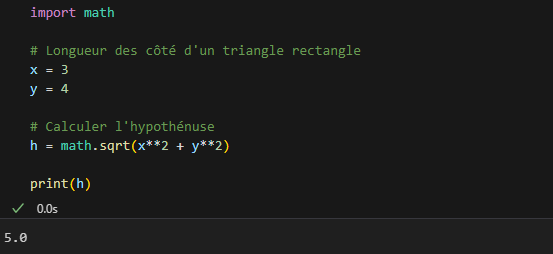 import math
# Longueur des côté d'un triangle rectangle
x = 3
y = 4
# Calculer l'hypothénuse
h = math.sqrt(x**2 + y**2)
print(h)
0.0s
5.0